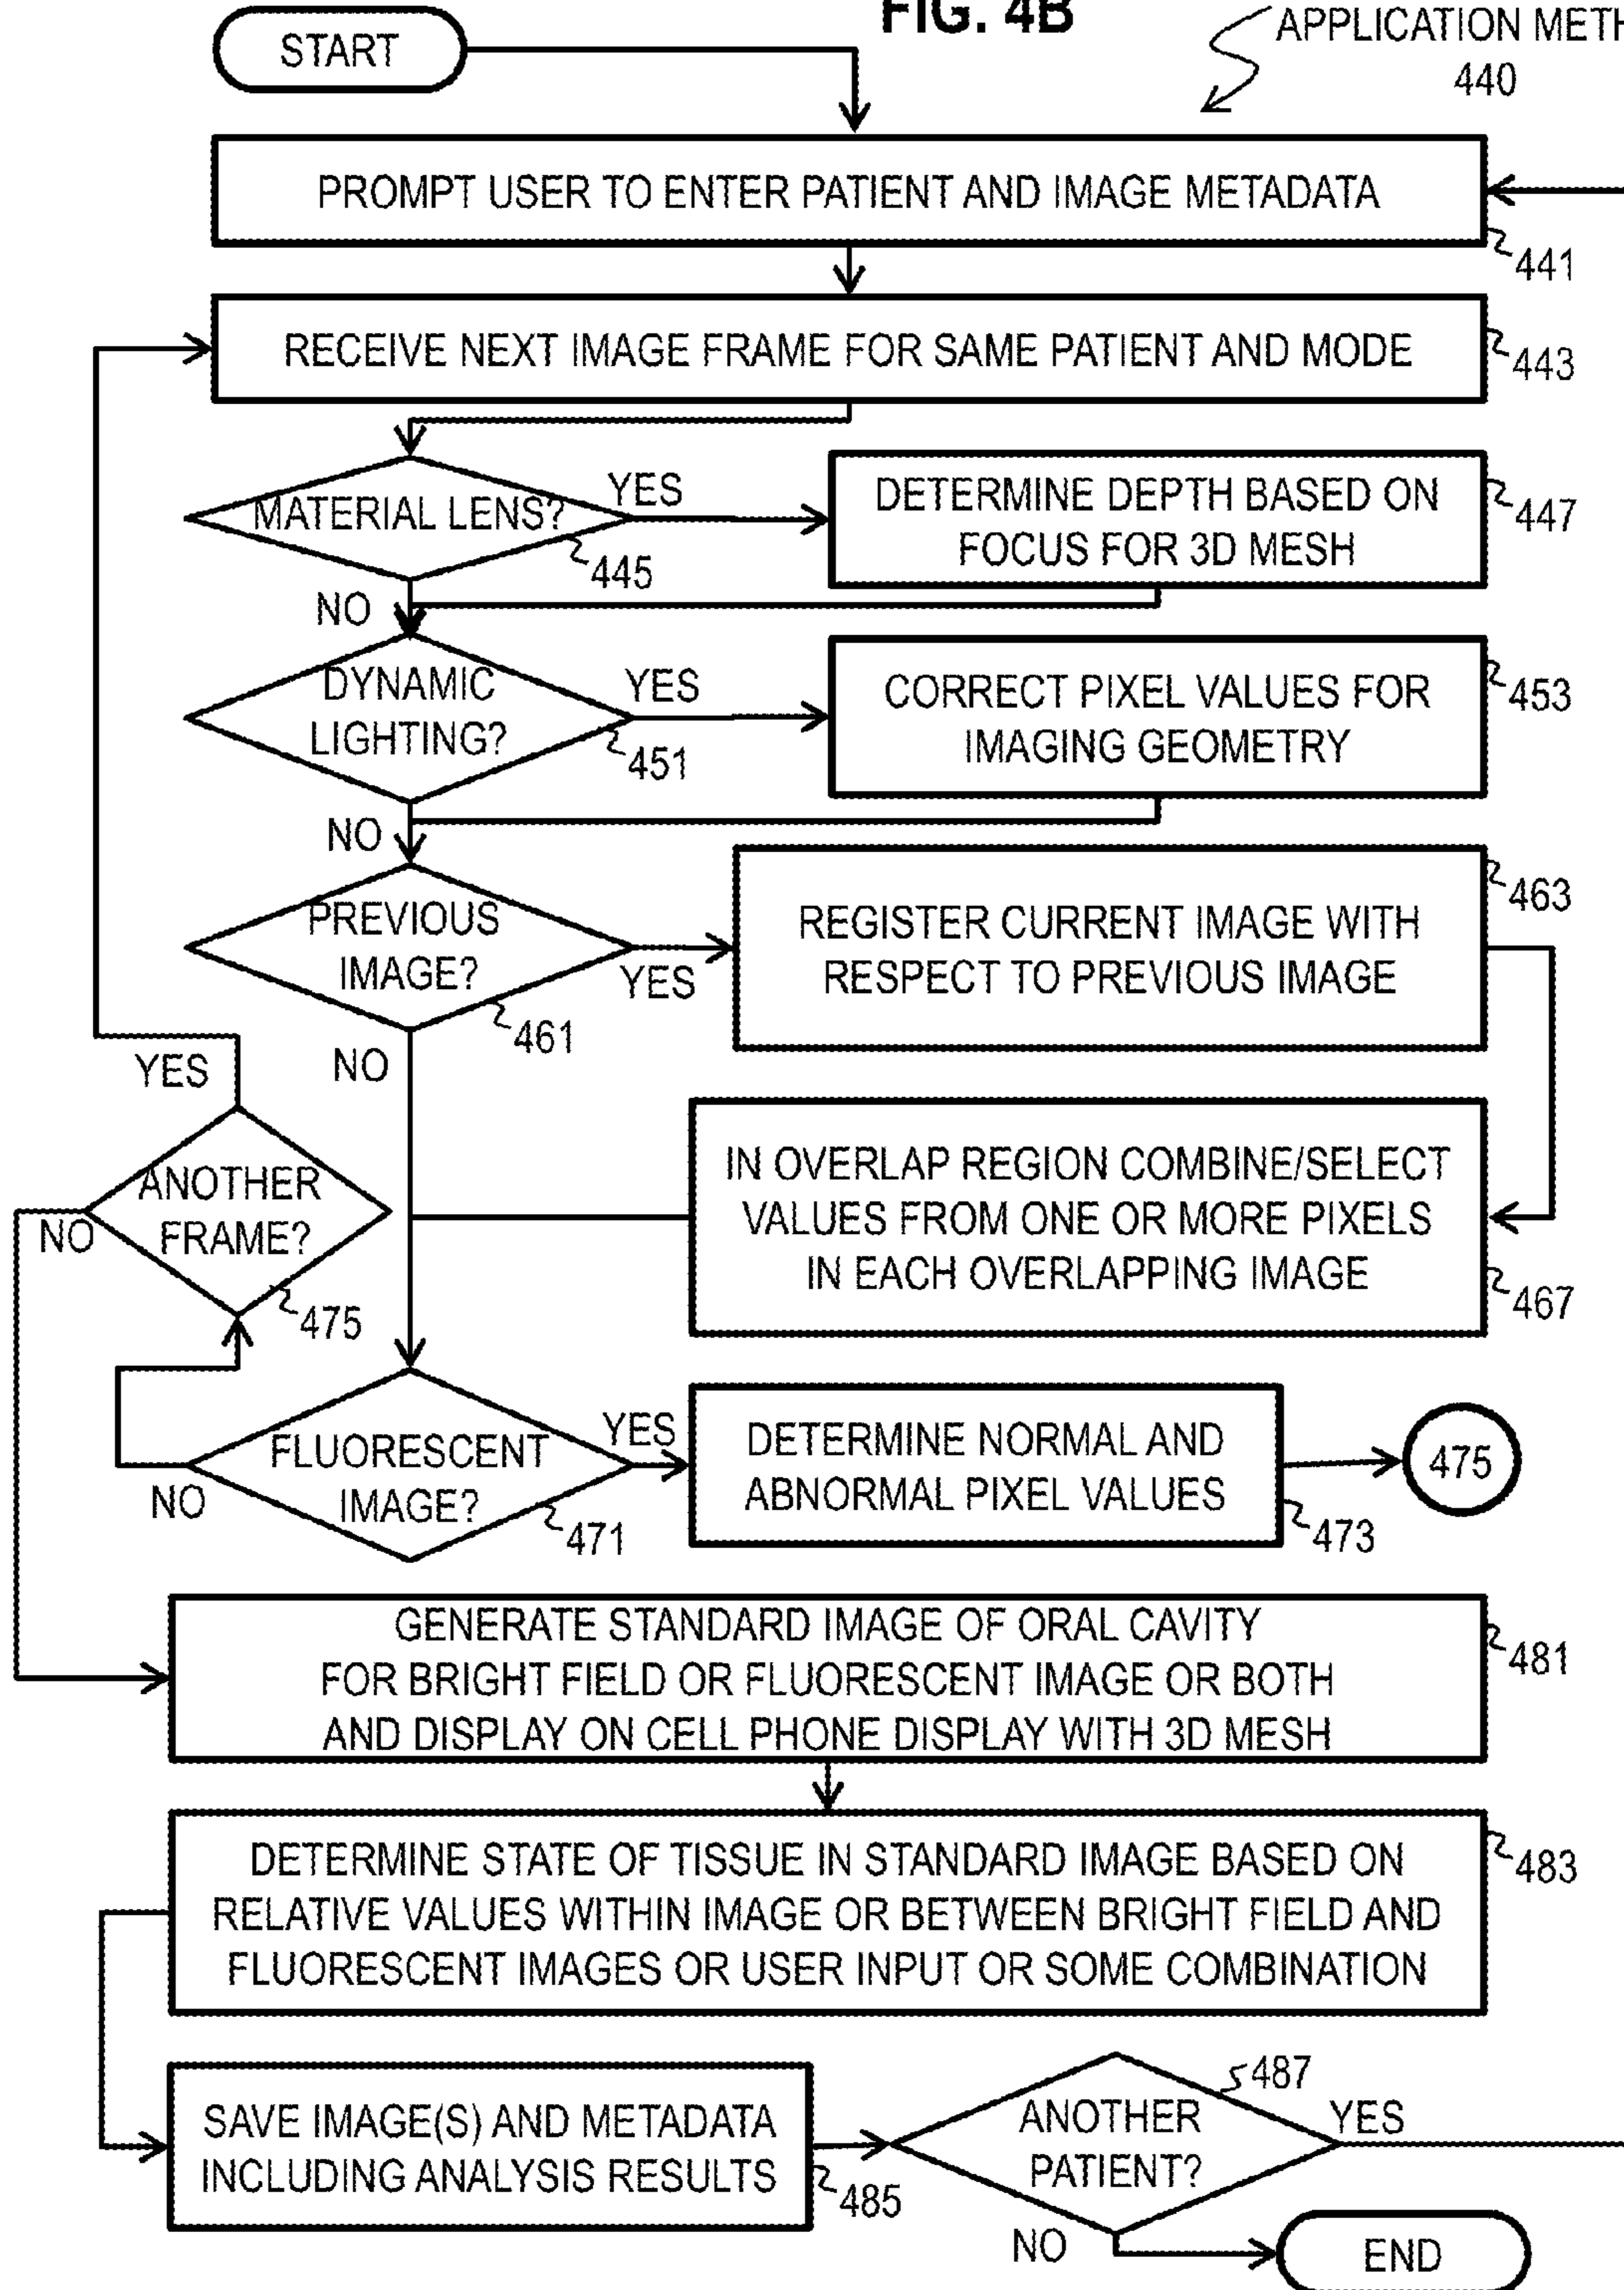 FIG. 4B
START
APPLICATION METH
440
PROMPT USER TO ENTER PATIENT AND IMAGE METADATA
441
RECEIVE NEXT IMAGE FRAME FOR SAME PATIENT AND MODE
443
MATERIAL LENS?
YES
445
NO
DETERMINE DEPTH BASED ON
FOCUS FOR 3D MESH
447
DYNAMIC
LIGHTING?
YES
451
NO
CORRECT PIXEL VALUES FOR
IMAGING GEOMETRY
453
PREVIOUS
IMAGE?
YES
461
NO
REGISTER CURRENT IMAGE WITH
RESPECT TO PREVIOUS IMAGE
463
IN OVERLAP REGION COMBINE/SELECT
VALUES FROM ONE OR MORE PIXELS
IN EACH OVERLAPPING IMAGE
467
YES
ANOTHER
FRAME?
NO
475
FLUORESCENT
IMAGE?
YES
NO
471
DETERMINE NORMAL AND
ABNORMAL PIXEL VALUES
473
475
GENERATE STANDARD IMAGE OF ORAL CAVITY
FOR BRIGHT FIELD OR FLUORESCENT IMAGE OR BOTH
AND DISPLAY ON CELL PHONE DISPLAY WITH 3D MESH
481
DETERMINE STATE OF TISSUE IN STANDARD IMAGE BASED ON
RELATIVE VALUES WITHIN IMAGE OR BETWEEN BRIGHT FIELD AND
FLUORESCENT IMAGES OR USER INPUT OR SOME COMBINATION
483
SAVE IMAGE(S) AND METADATA
INCLUDING ANALYSIS RESULTS
485
ANOTHER
PATIENT?
487
YES
NO
END